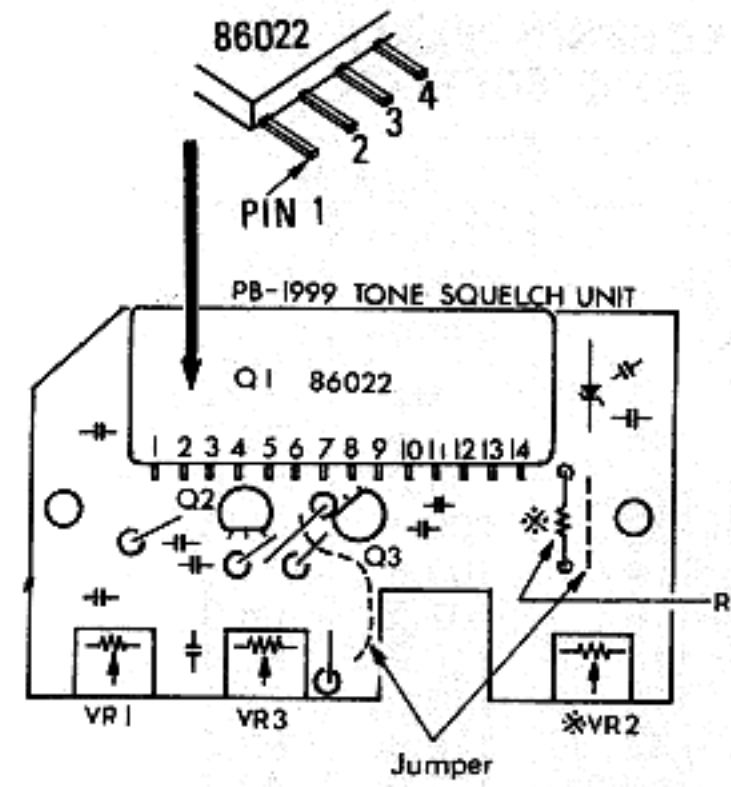 86022
4
3
2
PIN 1
PB-1999 TONE SQUELCH UNIT
Q1 86022
1 2 3 4 5 6 7 8 9 10 11 12 13 14
Q2
※
Q3
R
VR1
VR3
※VR2
Jumper